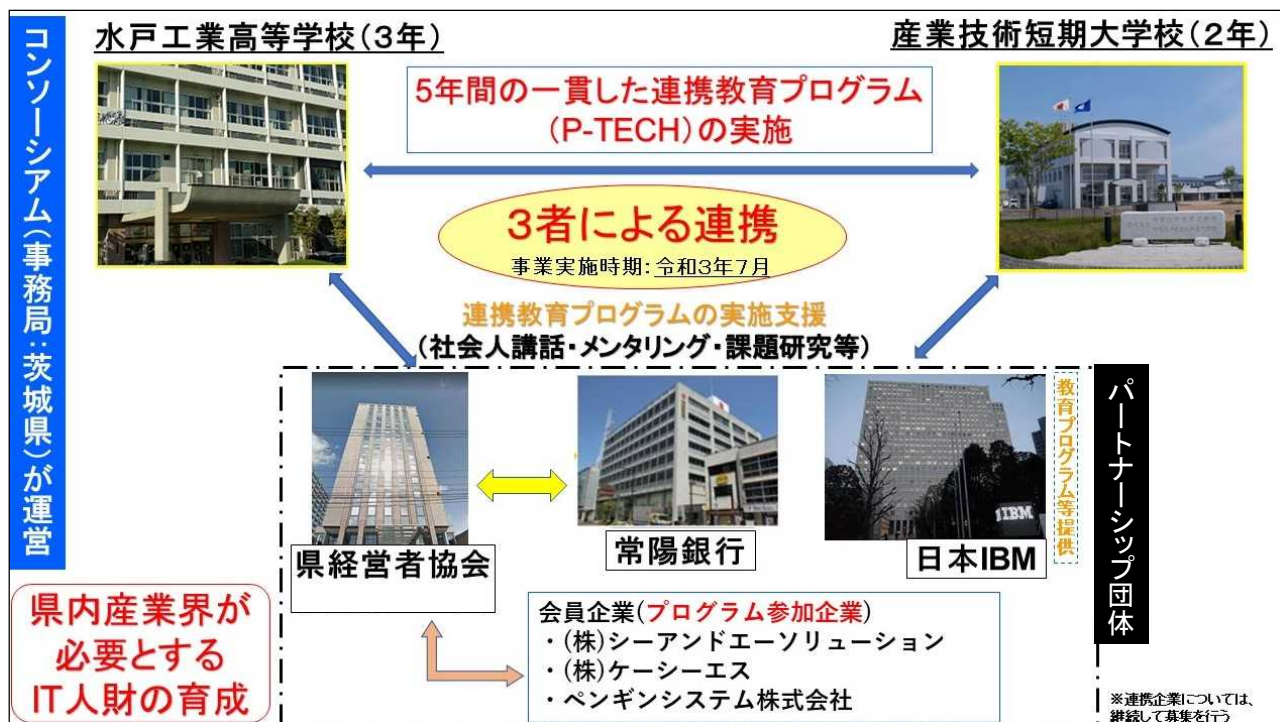 コンソーシアム(事務局:茨城県)が運営
水戸工業高等学校(3年)
産業技術短期大学校(2年)
5年間の一貫した連携教育プログラム
(P-TECH)の実施
3者による連携
事業実施時期:令和3年7月
連携教育プログラムの実施支援
(社会人講話・メンタリング・課題研究等)
県経営者協会
常陽銀行
IBM
日本IBM
教育プログラム等提供
パートナーシップ団体
会員企業(プログラム参加企業)
・(株)シーアンドエーソリューション
・(株)ケーシーエス
・ペンギンシステム株式会社
県内産業界が
必要とする
IT人財の育成
※連携企業については、
継続して募集を行う